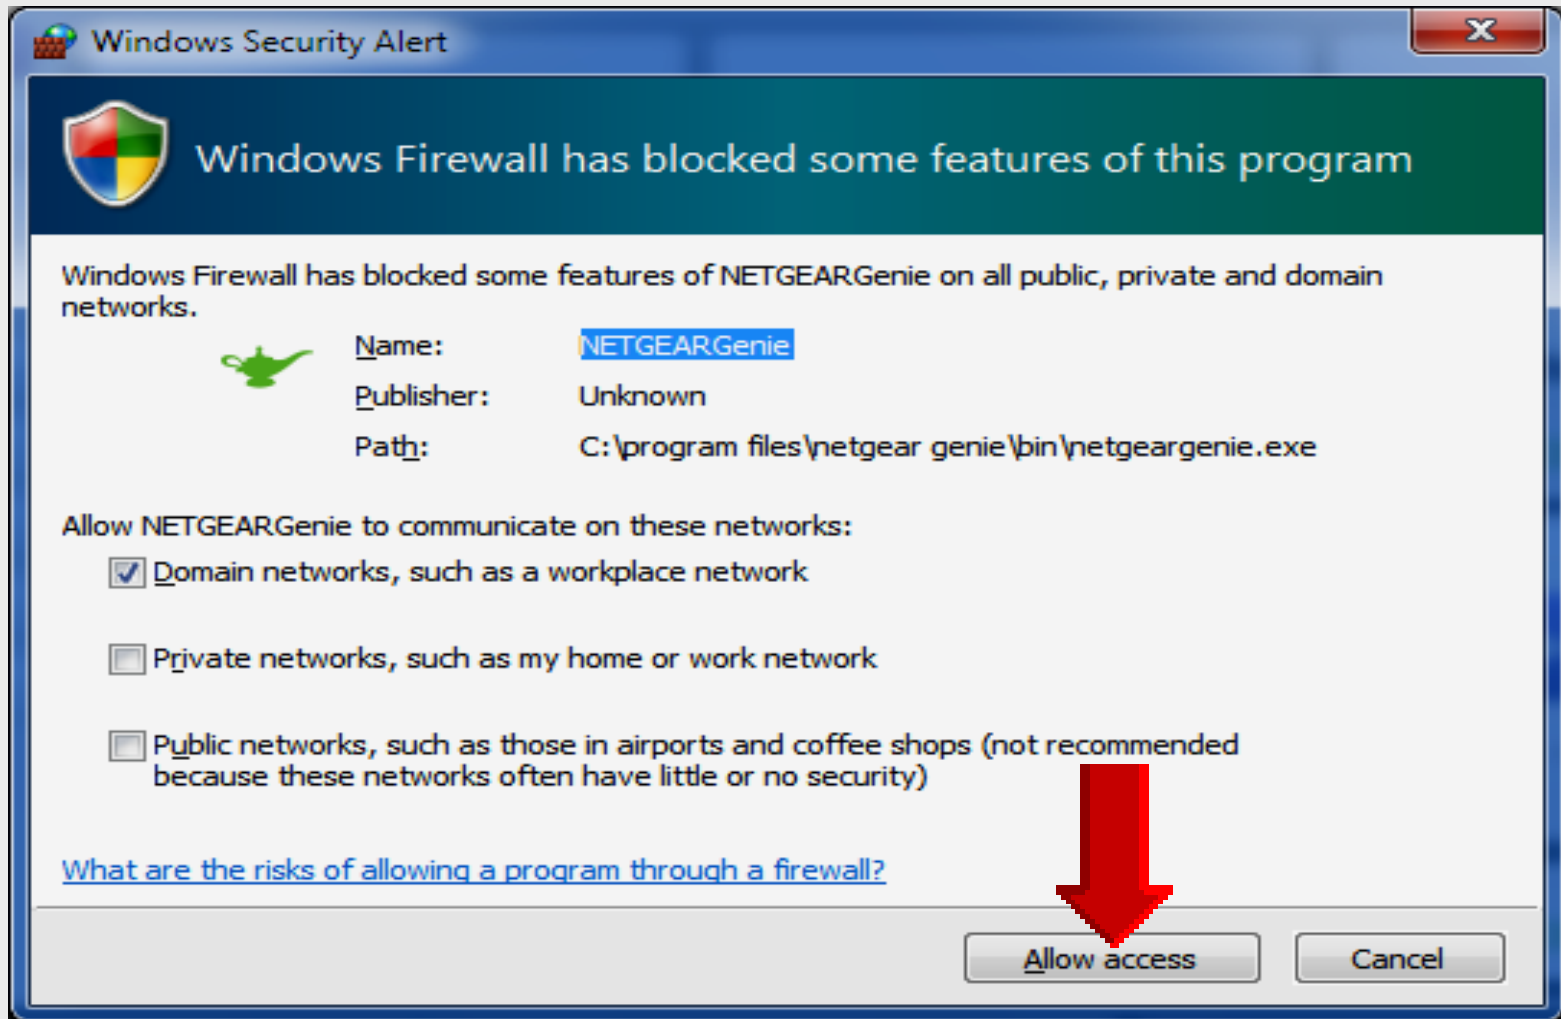 Windows Security Alert
Windows Firewall has blocked some features of this program
Windows Firewall has blocked some features of NETGEARGenie on all public, private and domain
networks.
Name: NETGEARGenie
Publisher: Unknown
Path: C:\program files\netgear genie\bin\netgeargenie.exe
Allow NETGEARGenie to communicate on these networks:
Domain networks, such as a workplace network
Private networks, such as my home or work network
Public networks, such as those in airports and coffee shops (not recommended
because these networks often have little or no security)
What are the risks of allowing a program through a firewall?
Allow access Cancel